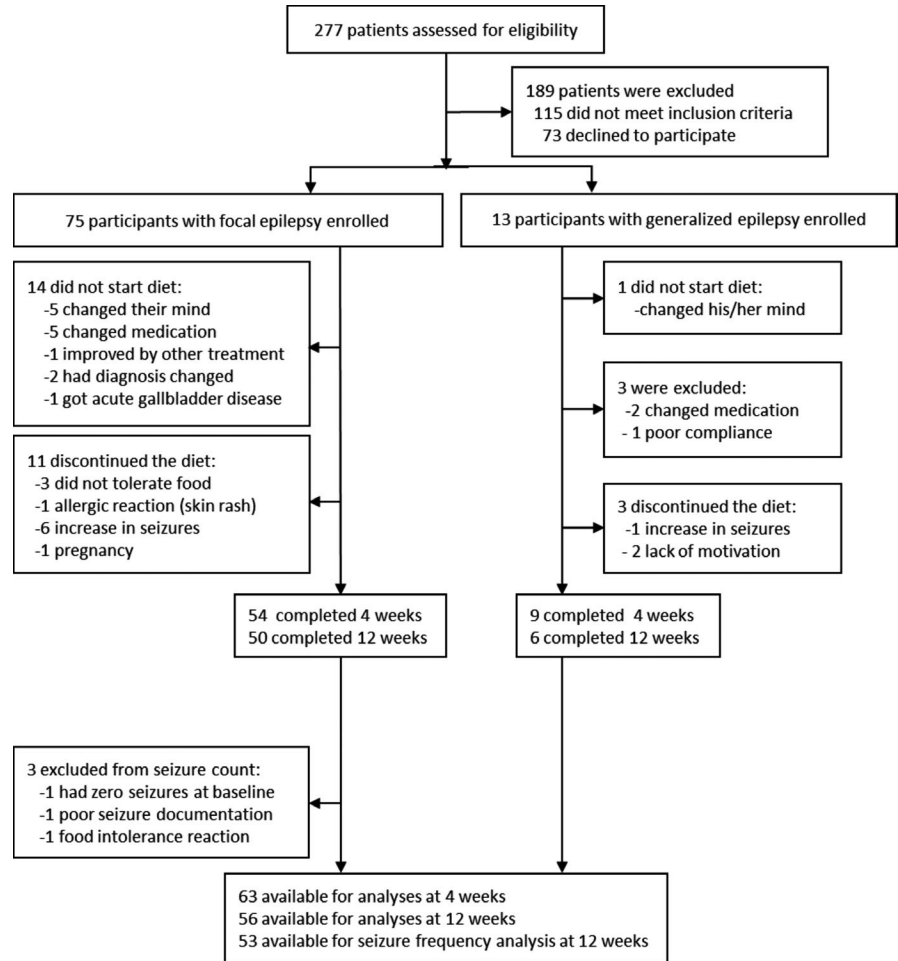 277 patients assessed for eligibility
189 patients were excluded
115 did not meet inclusion criteria
73 declined to participate
75 participants with focal epilepsy enrolled
13 participants with generalized epilepsy enrolled
14 did not start diet:
-5 changed their mind
-5 changed medication
-1 improved by other treatment
-2 had diagnosis changed
-1 got acute gallbladder disease
1 did not start diet:
-changed his/her mind
3 were excluded:
-2 changed medication
- 1 poor compliance
11 discontinued the diet:
-3 did not tolerate food
-1 allergic reaction (skin rash)
-6 increase in seizures
-1 pregnancy
3 discontinued the diet:
-1 increase in seizures
- 2 lack of motivation
54 completed 4 weeks
50 completed 12 weeks
9 completed 4 weeks
6 completed 12 weeks
3 excluded from seizure count:
-1 had zero seizures at baseline
-1 poor seizure documentation
-1 food intolerance reaction
63 available for analyses at 4 weeks
56 available for analyses at 12 weeks
53 available for seizure frequency analysis at 12 weeks